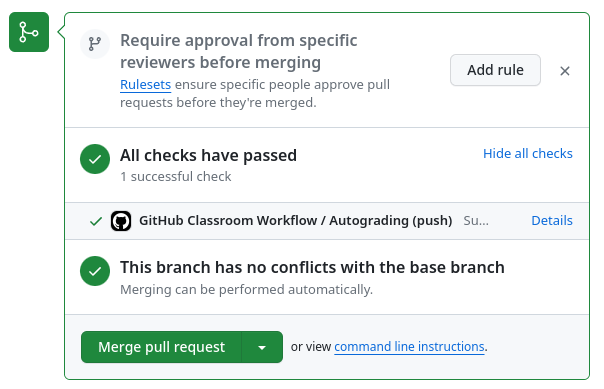 Require approval from specific
reviewers before merging
Rulesets ensure specific people approve pull
requests before they're merged.
Add rule
All checks have passed
Hide all checks
1 successful check
GitHub Classroom Workflow / Autograding (push) Su...
Details
This branch has no conflicts with the base branch
Merging can be performed automatically.
Merge pull request
or view command line instructions.